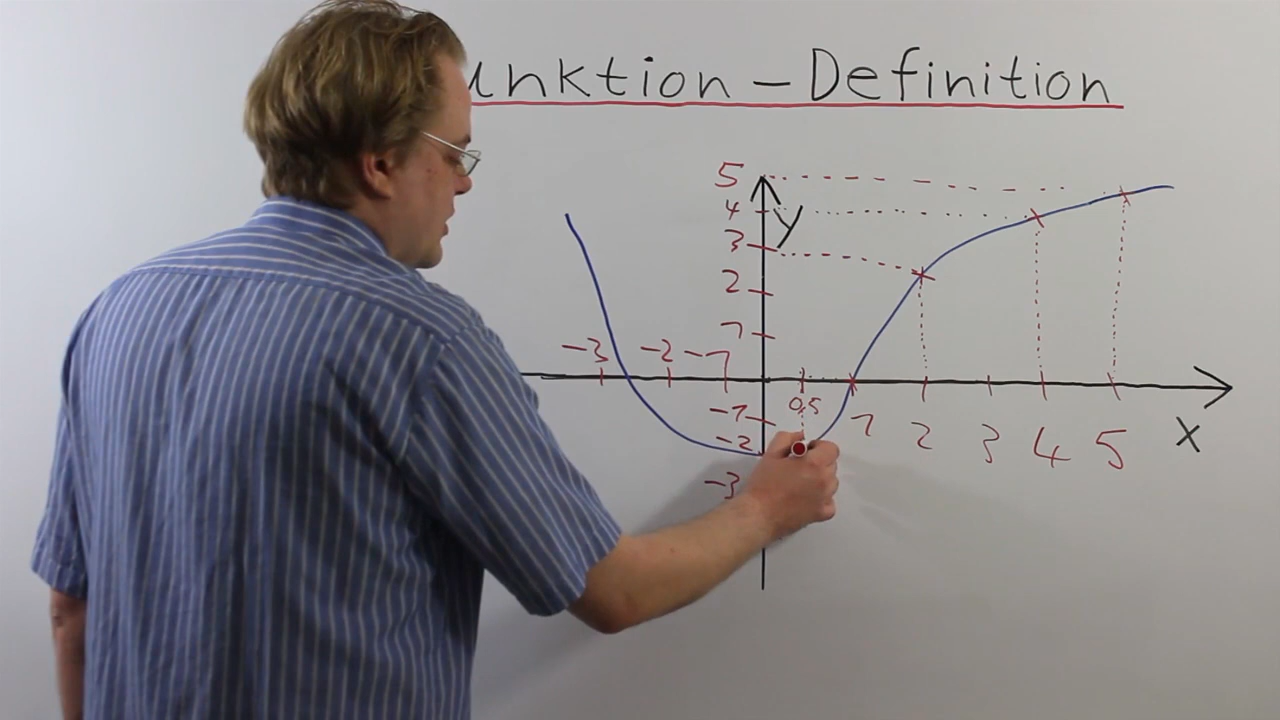 unktion – Definition
5
4
y
3
2
1
-3 -2 -1
-1 0,5
-2
-3
1 2 3 4 5 x